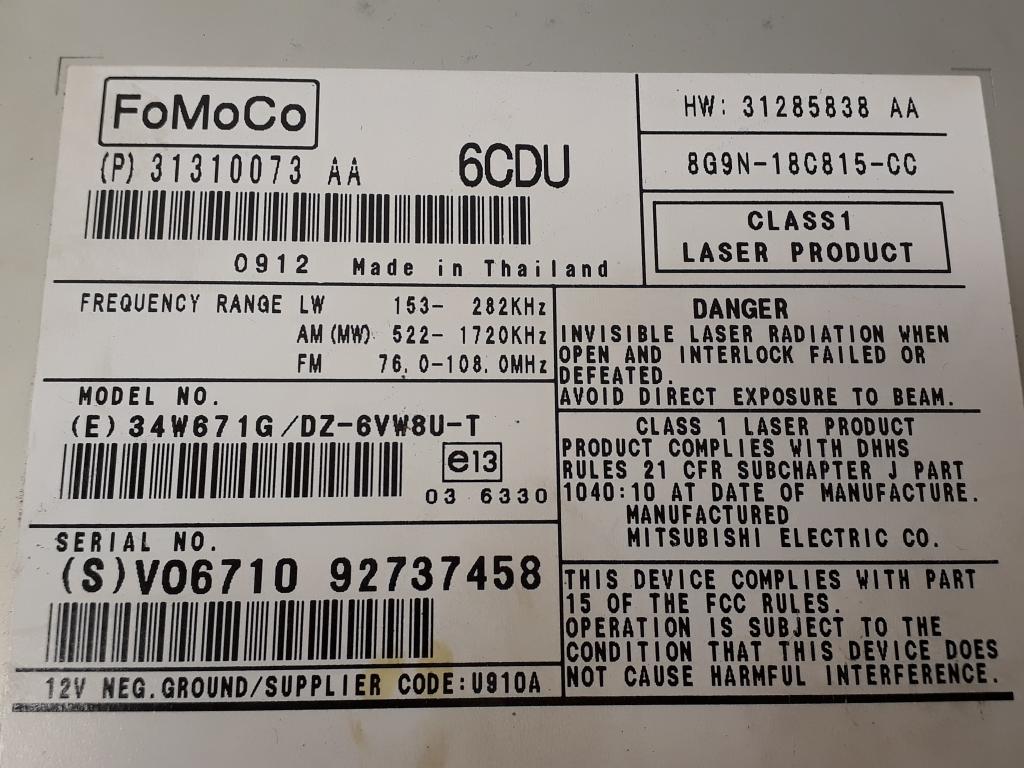 FoMoCo
(P) 31310073 AA
6CDU
0912 Made in Thailand
HW: 31285838 AA
8G9N-18C815-CC
CLASS1
LASER PRODUCT
FREQUENCY RANGE LW 153- 282KHz
AM (MW) 522- 1720KHz
FM 76.0-108.0MHz
MODEL NO.
(E) 34W671G/DZ-6VW8U-T
e13
03 6330
SERIAL NO.
(S) VO6710 92737458
12V NEG.GROUND/SUPPLIER CODE:U910A
DANGER
INVISIBLE LASER RADIATION WHEN
OPEN AND INTERLOCK FAILED OR
DEFEATED.
AVOID DIRECT EXPOSURE TO BEAM.
CLASS 1 LASER PRODUCT
PRODUCT COMPLIES WITH DHHS
RULES 21 CFR SUBCHAPTER J PART
1040:10 AT DATE OF MANUFACTURE.
MANUFACTURED
MITSUBISHI ELECTRIC CO.
THIS DEVICE COMPLIES WITH PART
15 OF THE FCC RULES.
OPERATION IS SUBJECT TO THE
CONDITION THAT THIS DEVICE DOES
NOT CAUSE HARMFUL INTERFERENCE.